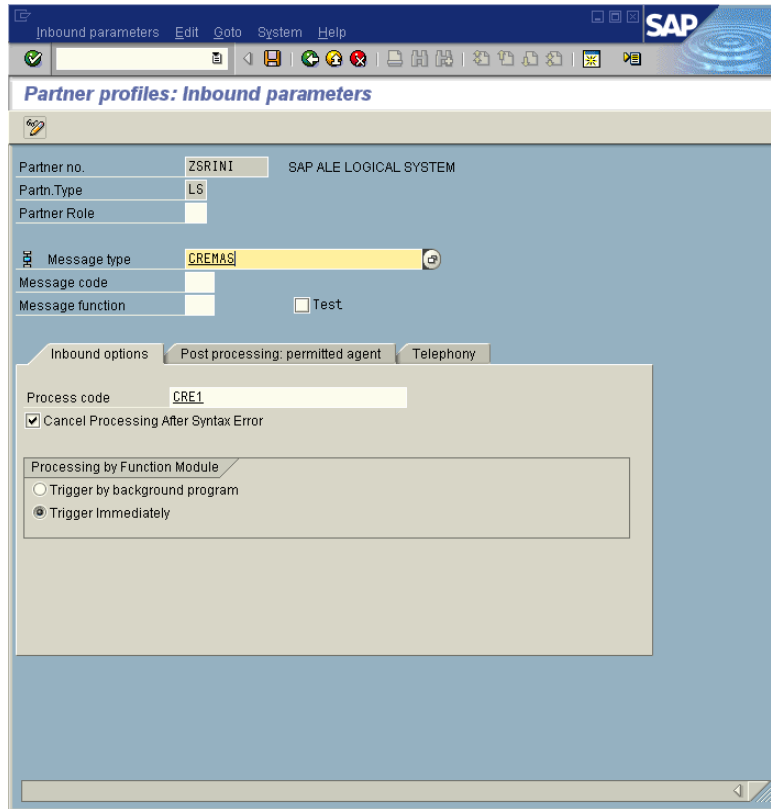 Inbound parameters Edit Goto System Help
SAP
Partner profiles: Inbound parameters
Partner no. ZSRINI SAP ALE LOGICAL SYSTEM
Partn.Type LS
Partner Role
Message type CREMAS
Message code
Message function Test
Inbound options Post processing: permitted agent Telephony
Process code CRE1
Cancel Processing After Syntax Error
Processing by Function Module
Trigger by background program
Trigger Immediately